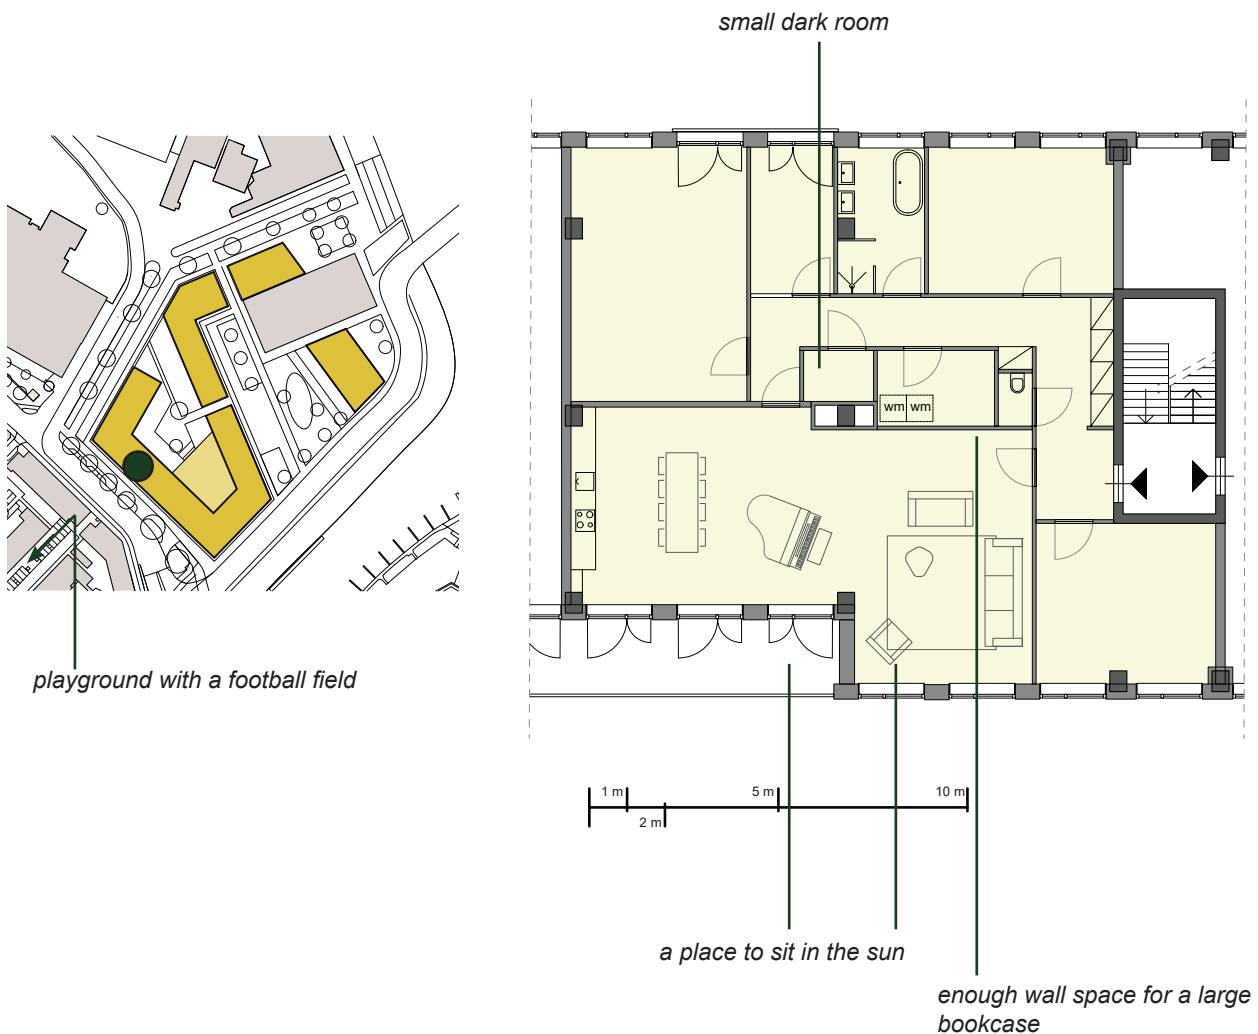 small dark room
wm wm
playground with a football field
1 m
5 m
10 m
2 m
a place to sit in the sun
enough wall space for a large
bookcase